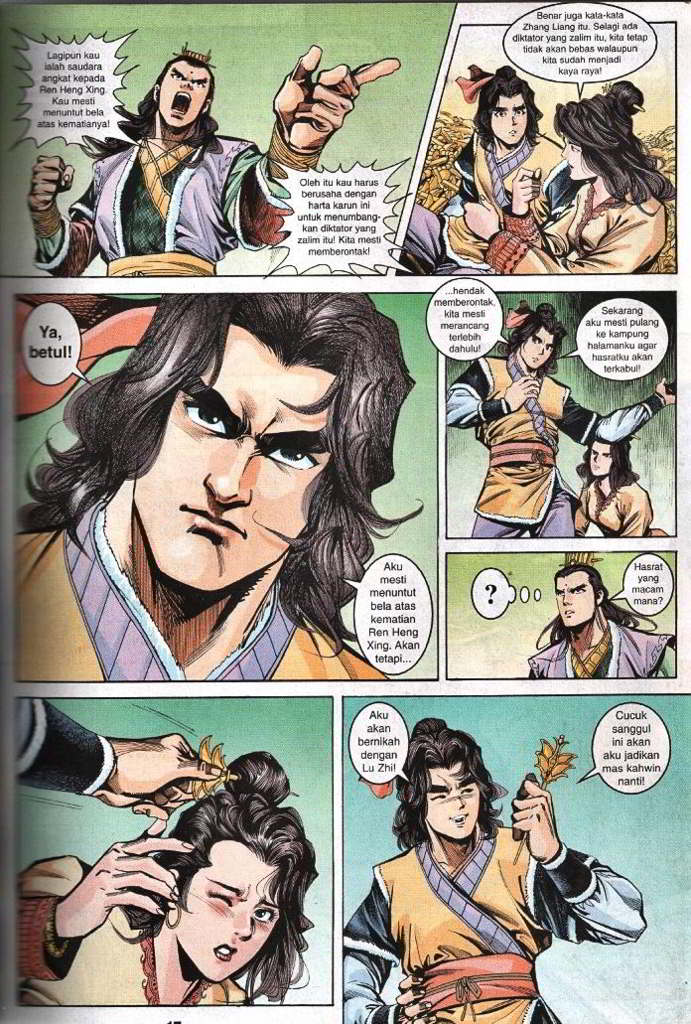 Lagipun kau
ialah saudara
angkat kepada
Ren Heng Xing.
Kau mesti
menuntut bela
atas kematianya!
Oleh itu kau harus
berusaha dengan
harta karun ini
untuk menumbang-
kan diktator yang
zalim itu! Kita mesti
memberontak!
Benar juga kata-kata
Zhang Liang itu. Selagi ada
diktator yang zalim itu, kita tetap
tidak akan bebas walaupun
kita sudah menjadi
kaya raya!
Ya,
betul!
Aku
mesti
menuntut
bela atas
kematian
Ren Heng
Xing. Akan
tetapi...
...hendak
memberontak,
kita mesti
merancang
terlebih
dahulu!
Sekarang
aku mesti pulang
ke kampung
halamanku agar
hasratku akan
terkabul!
?
Hasrat
yang
macam
mana?
Aku
akan
bernikah
dengan
Lu Zhi!
Cucuk
sanggul
ini akan
aku jadikan
mas kahwin
nanti!